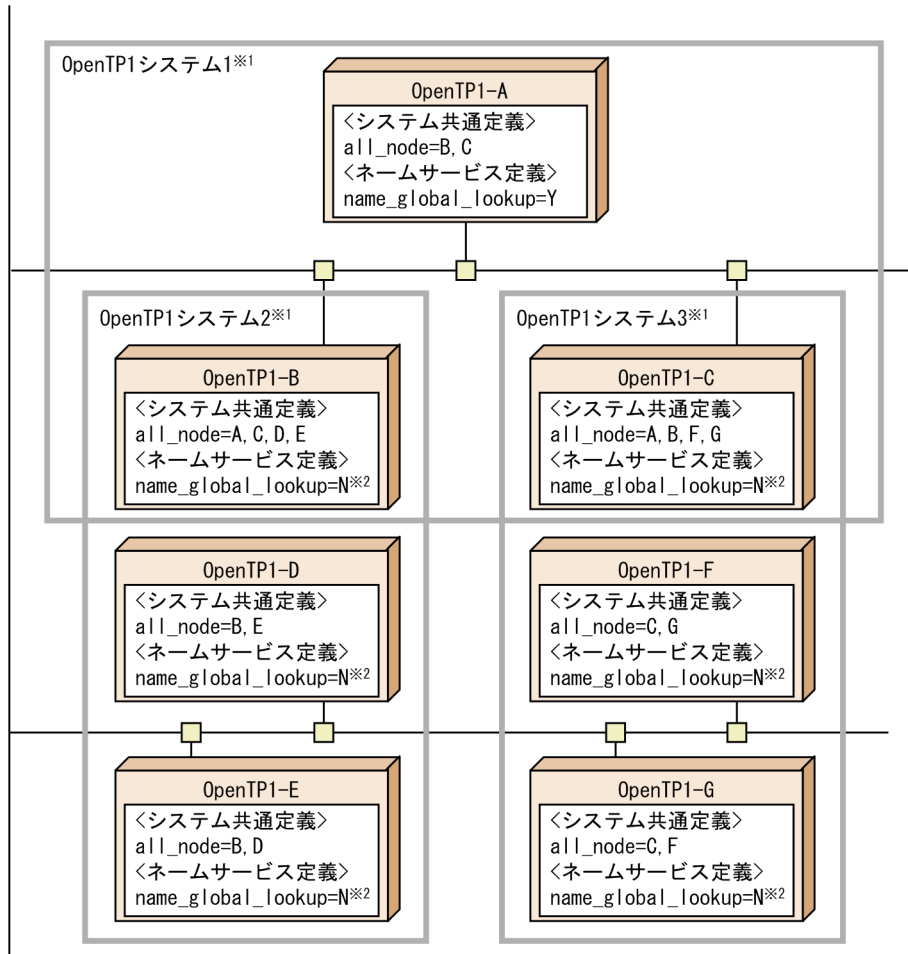 OpenTP1システム1※1
OpenTP1-A
<システム共通定義>
all_node=B,C
<ネームサービス定義>
name_global_lookup=Y
OpenTP1システム2※1
OpenTP1-B
<システム共通定義>
all_node=A,C,D,E
<ネームサービス定義>
name_global_lookup=N※2
OpenTP1システム3※1
OpenTP1-C
<システム共通定義>
all_node=A,B,F,G
<ネームサービス定義>
name_global_lookup=N※2
OpenTP1-D
<システム共通定義>
all_node=B,E
<ネームサービス定義>
name_global_lookup=N※2
OpenTP1-F
<システム共通定義>
all_node=C,G
<ネームサービス定義>
name_global_lookup=N※2
OpenTP1-E
<システム共通定義>
all_node=B,D
<ネームサービス定義>
name_global_lookup=N※2
OpenTP1-G
<システム共通定義>
all_node=C,F
<ネームサービス定義>
name_global_lookup=N※2